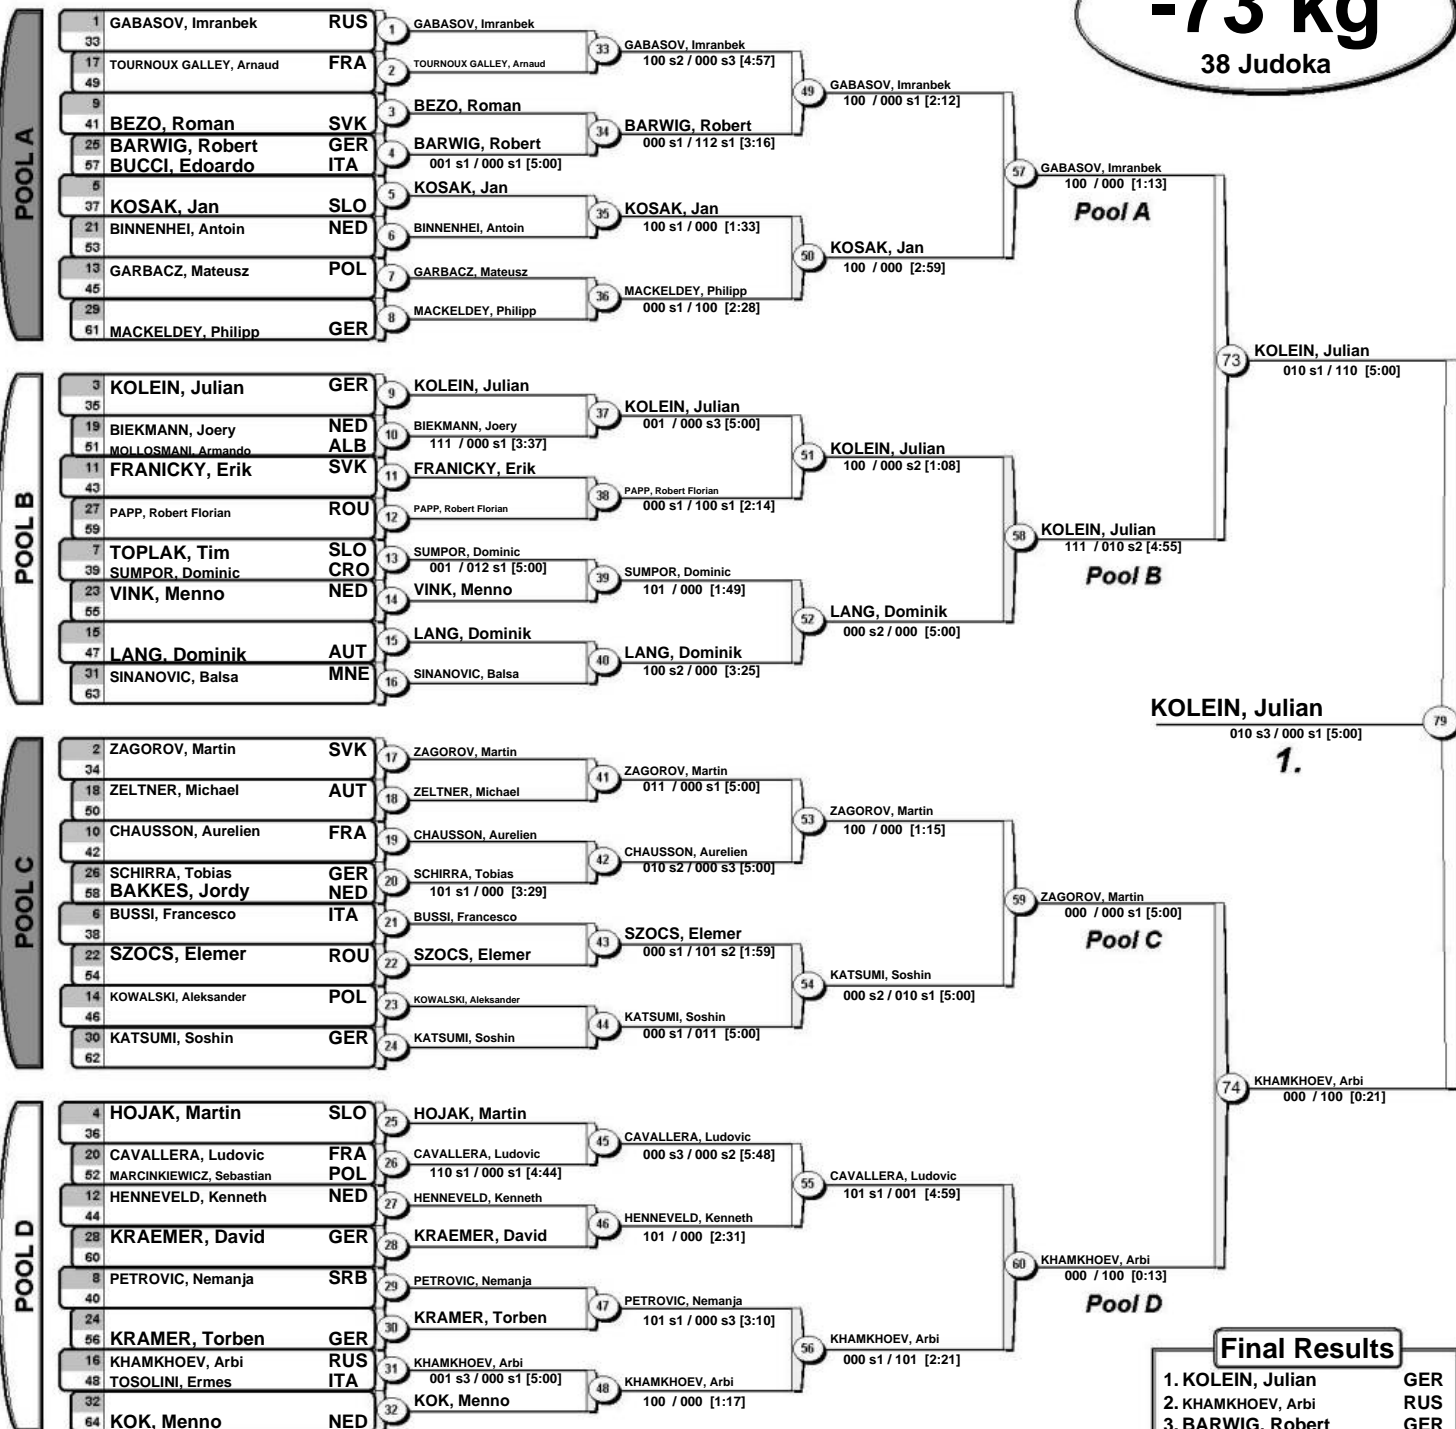 -73 kg
38 Judoka
POOL A
1 GABASOV, Imranbek RUS
33
17 TOURNOUX GALLEY, Arnaud FRA
49
9
41 BEZO, Roman SVK
25 BARWIG, Robert GER
57 BUCCI, Edoardo ITA
5
37 KOSAK, Jan SLO
21 BINNENHEI, Antoin NED
53
13 GARBACZ, Mateusz POL
45
29
61 MACKELDEY, Philipp GER
1 GABASOV, Imranbek
2 TOURNOUX GALLEY, Arnaud
3 BEZO, Roman
4 BARWIG, Robert
001 s1 / 000 s1 [5:00]
5 KOSAK, Jan
6 BINNENHEI, Antoin
7 GARBACZ, Mateusz
8 MACKELDEY, Philipp
33 GABASOV, Imranbek
100 s2 / 000 s3 [4:57]
34 BARWIG, Robert
000 s1 / 112 s1 [3:16]
35 KOSAK, Jan
100 s1 / 000 [1:33]
36 MACKELDEY, Philipp
000 s1 / 100 [2:28]
49 GABASOV, Imranbek
100 / 000 s1 [2:12]
50 KOSAK, Jan
100 / 000 [2:59]
57 GABASOV, Imranbek
100 / 000 [1:13]
Pool A
POOL B
3 KOLEIN, Julian GER
35
19 BIEKMANN, Joery NED
51 MOLLOSMANI, Armando ALB
11 FRANICKY, Erik SVK
43
27 PAPP, Robert Florian ROU
59
7 TOPLAK, Tim SLO
39 SUMPOR, Dominic CRO
23 VINK, Menno NED
55
15
47 LANG, Dominik AUT
31 SINANOVIC, Balsa MNE
63
9 KOLEIN, Julian
10 BIEKMANN, Joery
111 / 000 s1 [3:37]
11 FRANICKY, Erik
12 PAPP, Robert Florian
13 SUMPOR, Dominic
001 / 012 s1 [5:00]
14 VINK, Menno
15 LANG, Dominik
16 SINANOVIC, Balsa
37 KOLEIN, Julian
001 / 000 s3 [5:00]
38 PAPP, Robert Florian
000 s1 / 100 s1 [2:14]
39 SUMPOR, Dominic
101 / 000 [1:49]
40 LANG, Dominik
100 s2 / 000 [3:25]
51 KOLEIN, Julian
100 / 000 s2 [1:08]
52 LANG, Dominik
000 s2 / 000 [5:00]
58 KOLEIN, Julian
111 / 010 s2 [4:55]
Pool B
73 KOLEIN, Julian
010 s1 / 110 [5:00]
KOLEIN, Julian 79
010 s3 / 000 s1 [5:00]
1.
POOL C
2 ZAGOROV, Martin SVK
34
18 ZELTNER, Michael AUT
50
10 CHAUSSON, Aurelien FRA
42
26 SCHIRRA, Tobias GER
58 BAKKES, Jordy NED
6 BUSSI, Francesco ITA
38
22 SZOCS, Elemer ROU
54
14 KOWALSKI, Aleksander POL
46
30 KATSUMI, Soshin GER
62
17 ZAGOROV, Martin
18 ZELTNER, Michael
19 CHAUSSON, Aurelien
20 SCHIRRA, Tobias
101 s1 / 000 [3:29]
21 BUSSI, Francesco
22 SZOCS, Elemer
23 KOWALSKI, Aleksander
24 KATSUMI, Soshin
41 ZAGOROV, Martin
011 / 000 s1 [5:00]
42 CHAUSSON, Aurelien
010 s2 / 000 s3 [5:00]
43 SZOCS, Elemer
000 s1 / 101 s2 [1:59]
44 KATSUMI, Soshin
000 s1 / 011 [5:00]
53 ZAGOROV, Martin
100 / 000 [1:15]
54 KATSUMI, Soshin
000 s2 / 010 s1 [5:00]
59 ZAGOROV, Martin
000 / 000 s1 [5:00]
Pool C
POOL D
4 HOJAK, Martin SLO
36
20 CAVALLERA, Ludovic FRA
52 MARCINKIEWICZ, Sebastian POL
12 HENNEVELD, Kenneth NED
44
28 KRAEMER, David GER
60
8 PETROVIC, Nemanja SRB
40
24
56 KRAMER, Torben GER
16 KHAMKHOEV, Arbi RUS
48 TOSOLINI, Ermes ITA
32
64 KOK, Menno NED
25 HOJAK, Martin
26 CAVALLERA, Ludovic
110 s1 / 000 s1 [4:44]
27 HENNEVELD, Kenneth
28 KRAEMER, David
29 PETROVIC, Nemanja
30 KRAMER, Torben
31 KHAMKHOEV, Arbi
001 s3 / 000 s1 [5:00]
32 KOK, Menno
45 CAVALLERA, Ludovic
000 s3 / 000 s2 [5:48]
46 HENNEVELD, Kenneth
101 / 000 [2:31]
47 PETROVIC, Nemanja
101 s1 / 000 s3 [3:10]
48 KHAMKHOEV, Arbi
100 / 000 [1:17]
55 CAVALLERA, Ludovic
101 s1 / 001 [4:59]
56 KHAMKHOEV, Arbi
000 s1 / 101 [2:21]
60 KHAMKHOEV, Arbi
000 / 100 [0:13]
Pool D
74 KHAMKHOEV, Arbi
000 / 100 [0:21]
Final Results
1. KOLEIN, Julian GER
2. KHAMKHOEV, Arbi RUS
3. BARWIG, Robert GER